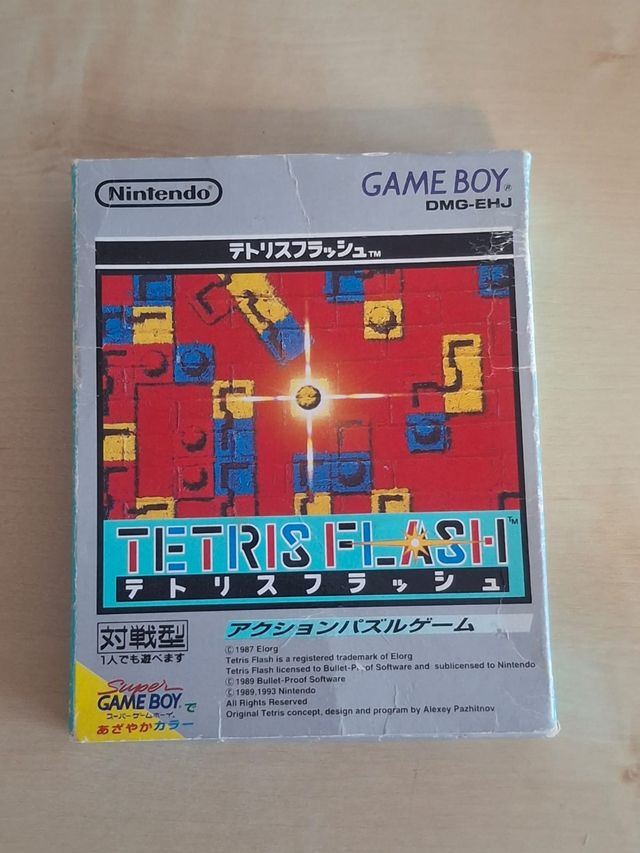 Nintendo®
GAME BOY®
DMG-EHJ
テトリスフラッシュ™
TETRIS FLASH™
テトリスフラッシュ
対戦型
1人でも遊べます
アクションパズルゲーム
© 1987 Elorg
Tetris Flash is a registered trademark of Elorg
Tetris Flash licensed to Bullet-Proof Software and sublicensed to Nintendo
© 1989 Bullet-Proof Software
© 1989,1993 Nintendo
All Rights Reserved
Original Tetris concept, design and program by Alexey Pazhitnov
Super
GAME BOY で
スーパーゲームボーイ®
あざやかカラー